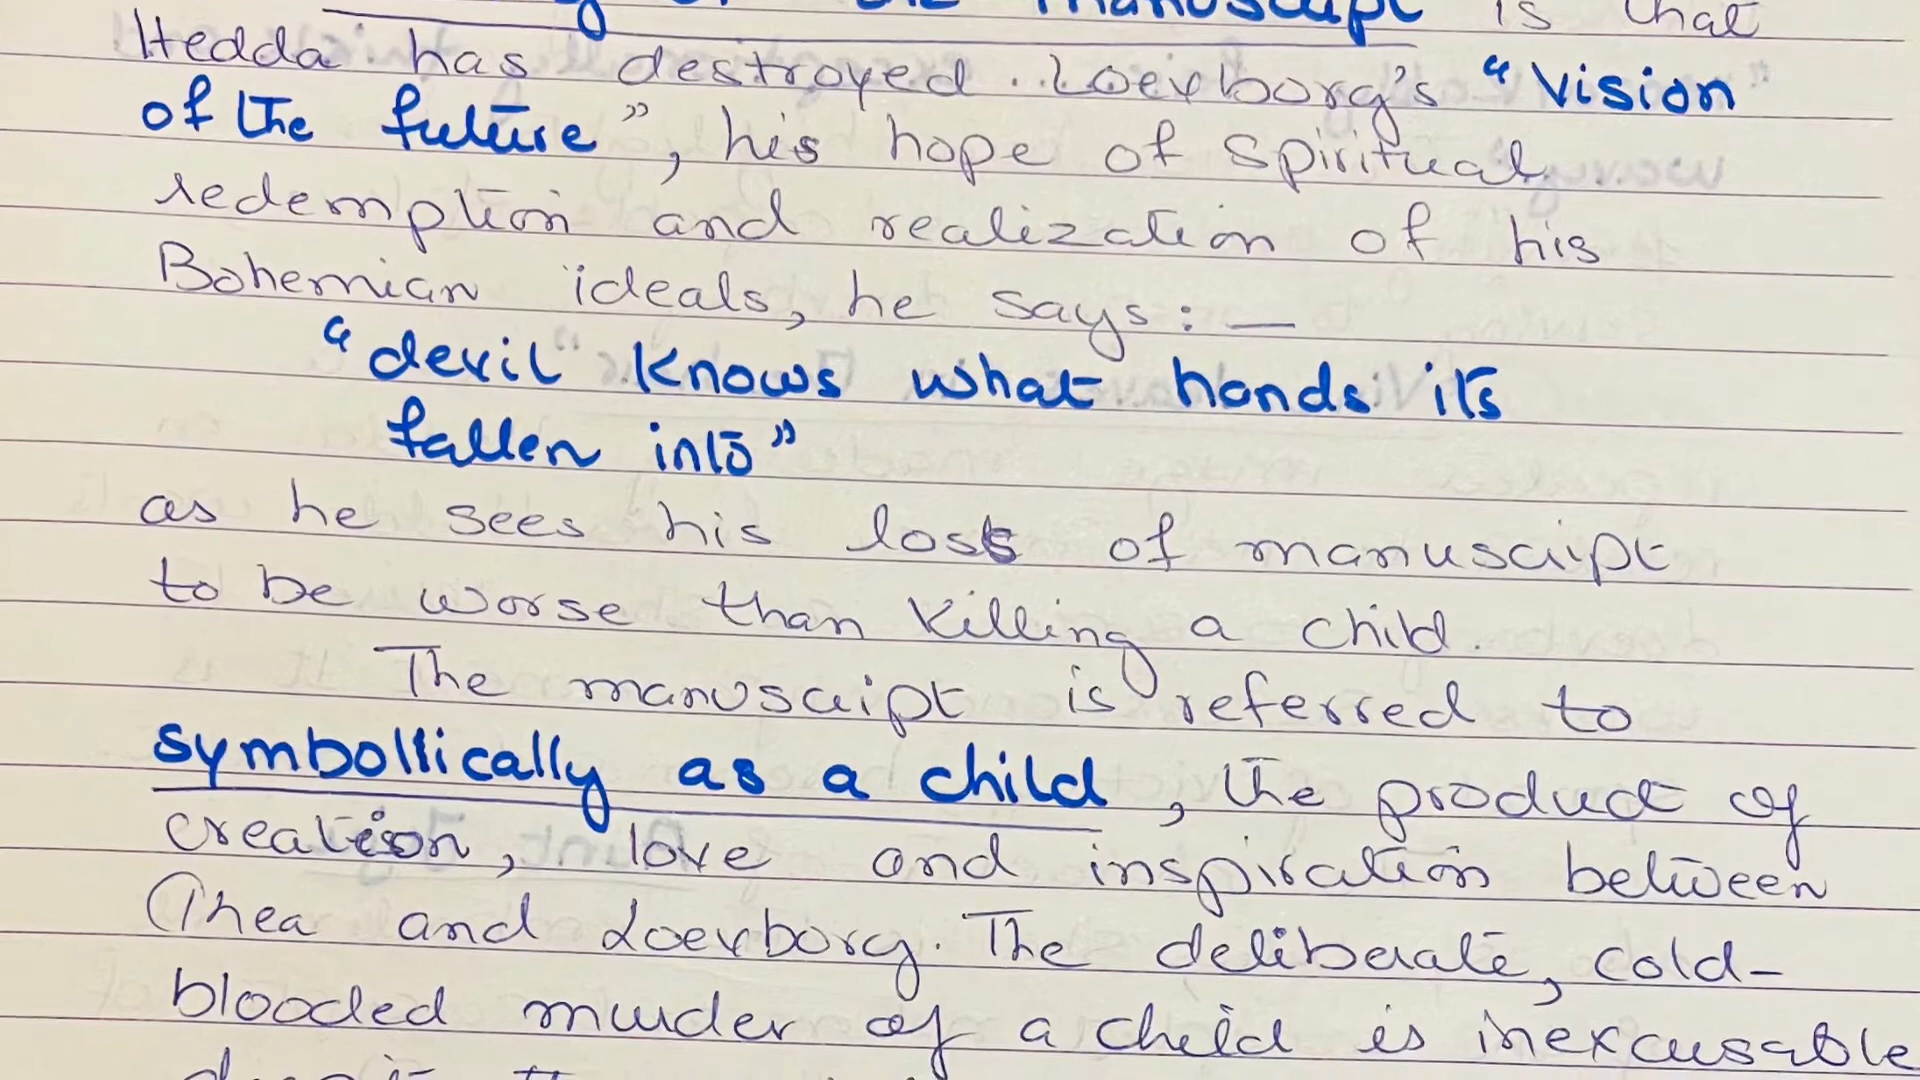 manuscript is that
Hedda has destroyed Loevborg's "Vision
of the future", his hope of spiritual
redemption and realization of his
Bohemian ideals, he says: —
"devil knows what hands it's
fallen into"
as he sees his loss of manuscript
to be worse than killing a child.
The manuscript is referred to
symbollically as a child, the product of
creation, love and inspiration between
Thea and Loevborg. The deliberate, cold-
blooded murder of a child is inexcusable